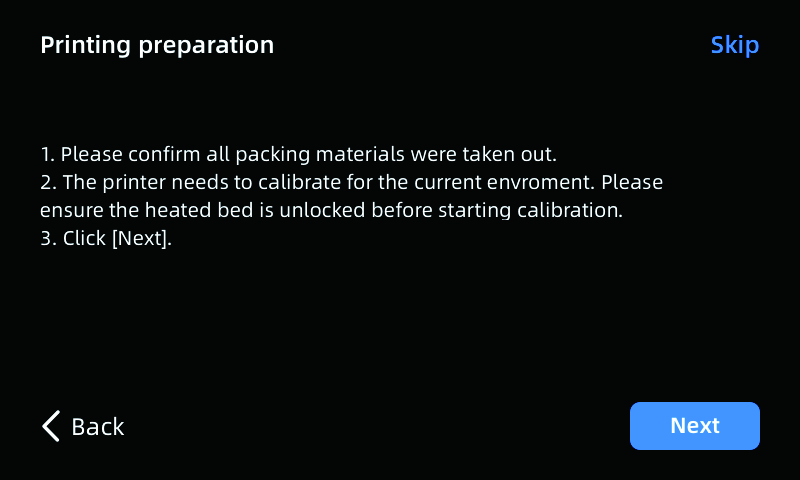 Printing preparation
Skip
1. Please confirm all packing materials were taken out.
2. The printer needs to calibrate for the current envroment. Please
ensure the heated bed is unlocked before starting calibration.
3. Click [Next].
Back
Next